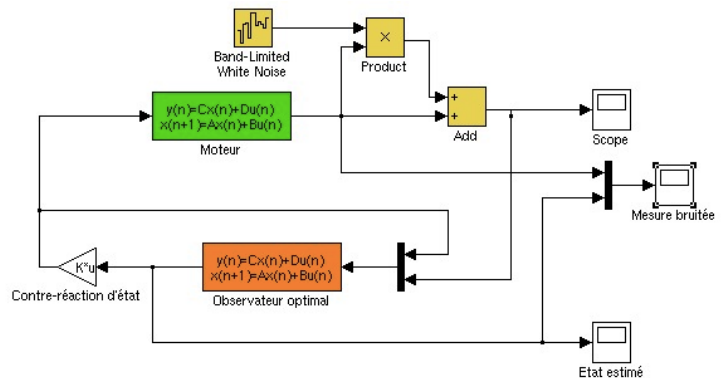 Band-Limited
White Noise
×
Product
y(n)=Cx(n)+Du(n)
x(n+1)=Ax(n)+Bu(n)
Moteur
+
+
Add
Scope
Mesure bruitée
K*u
Contre-réaction d'état
y(n)=Cx(n)+Du(n)
x(n+1)=Ax(n)+Bu(n)
Observateur optimal
Etat estimé